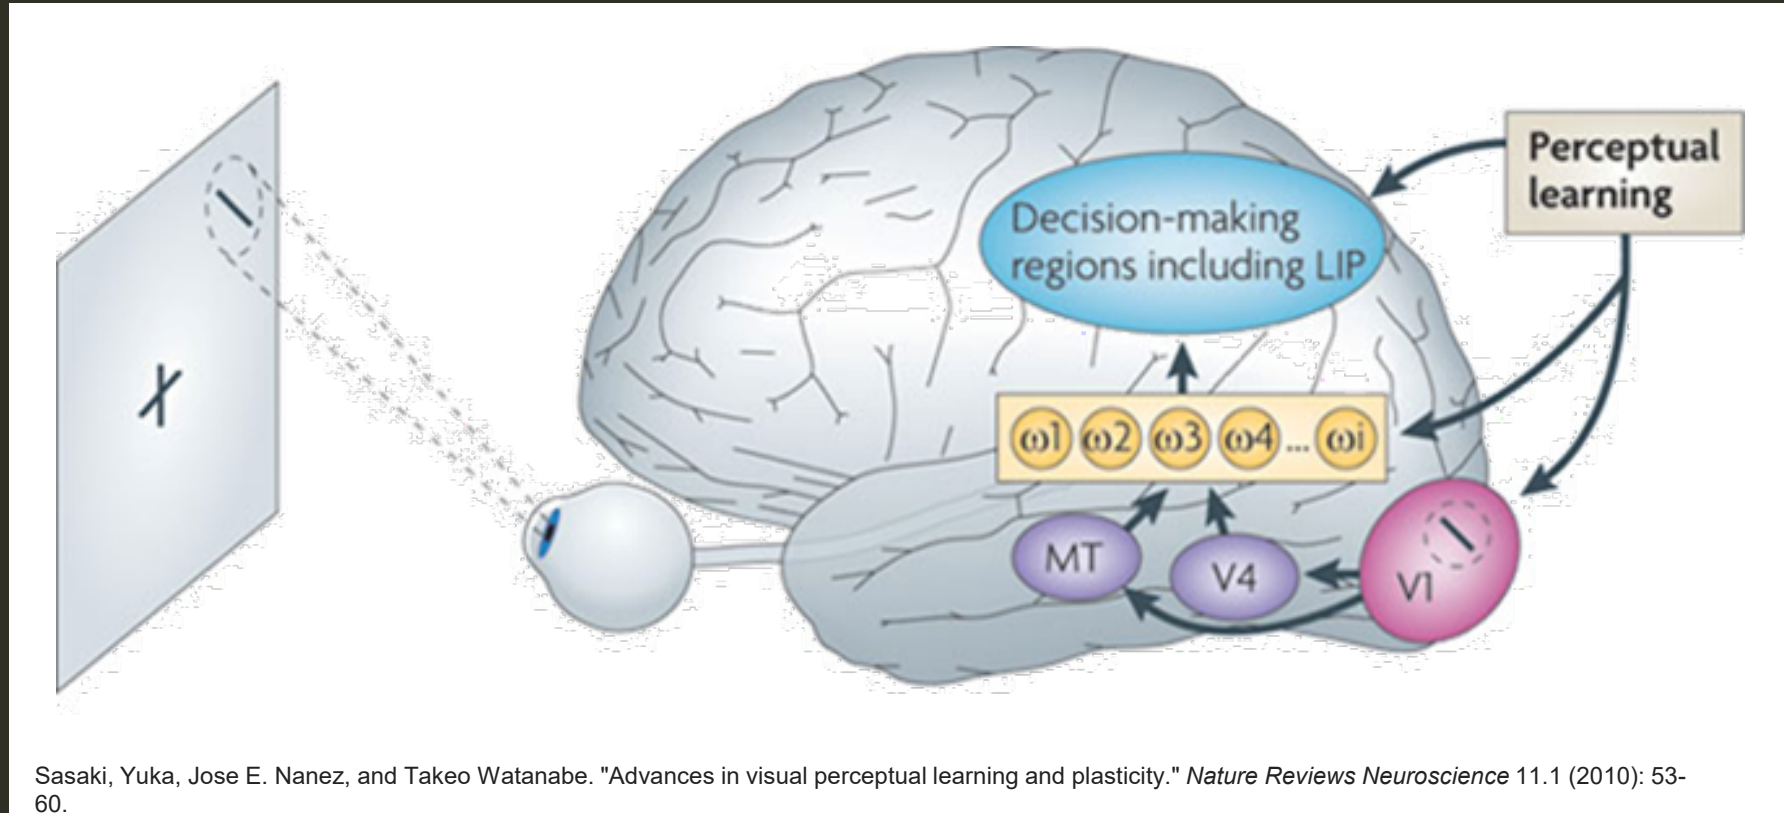 Perceptual
learning
Decision-making
regions including LIP
ω1 ω2 ω3 ω4 ... ωi
MT
V4
V1
Sasaki, Yuka, Jose E. Nanez, and Takeo Watanabe. "Advances in visual perceptual learning and plasticity." Nature Reviews Neuroscience 11.1 (2010): 53-
60.